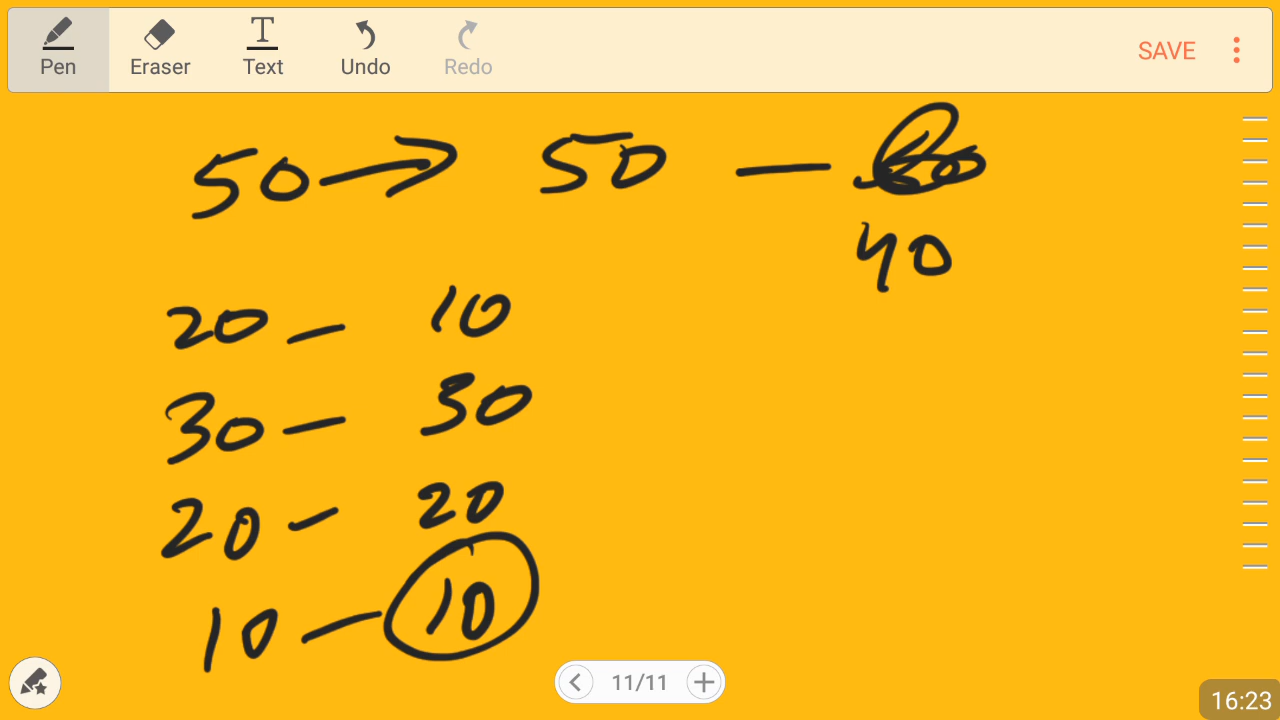 Pen Eraser Text Undo Redo SAVE
50 → 50 —
40
20 — 10
30 — 30
20 — 20
10 — 10
11/11
16:23